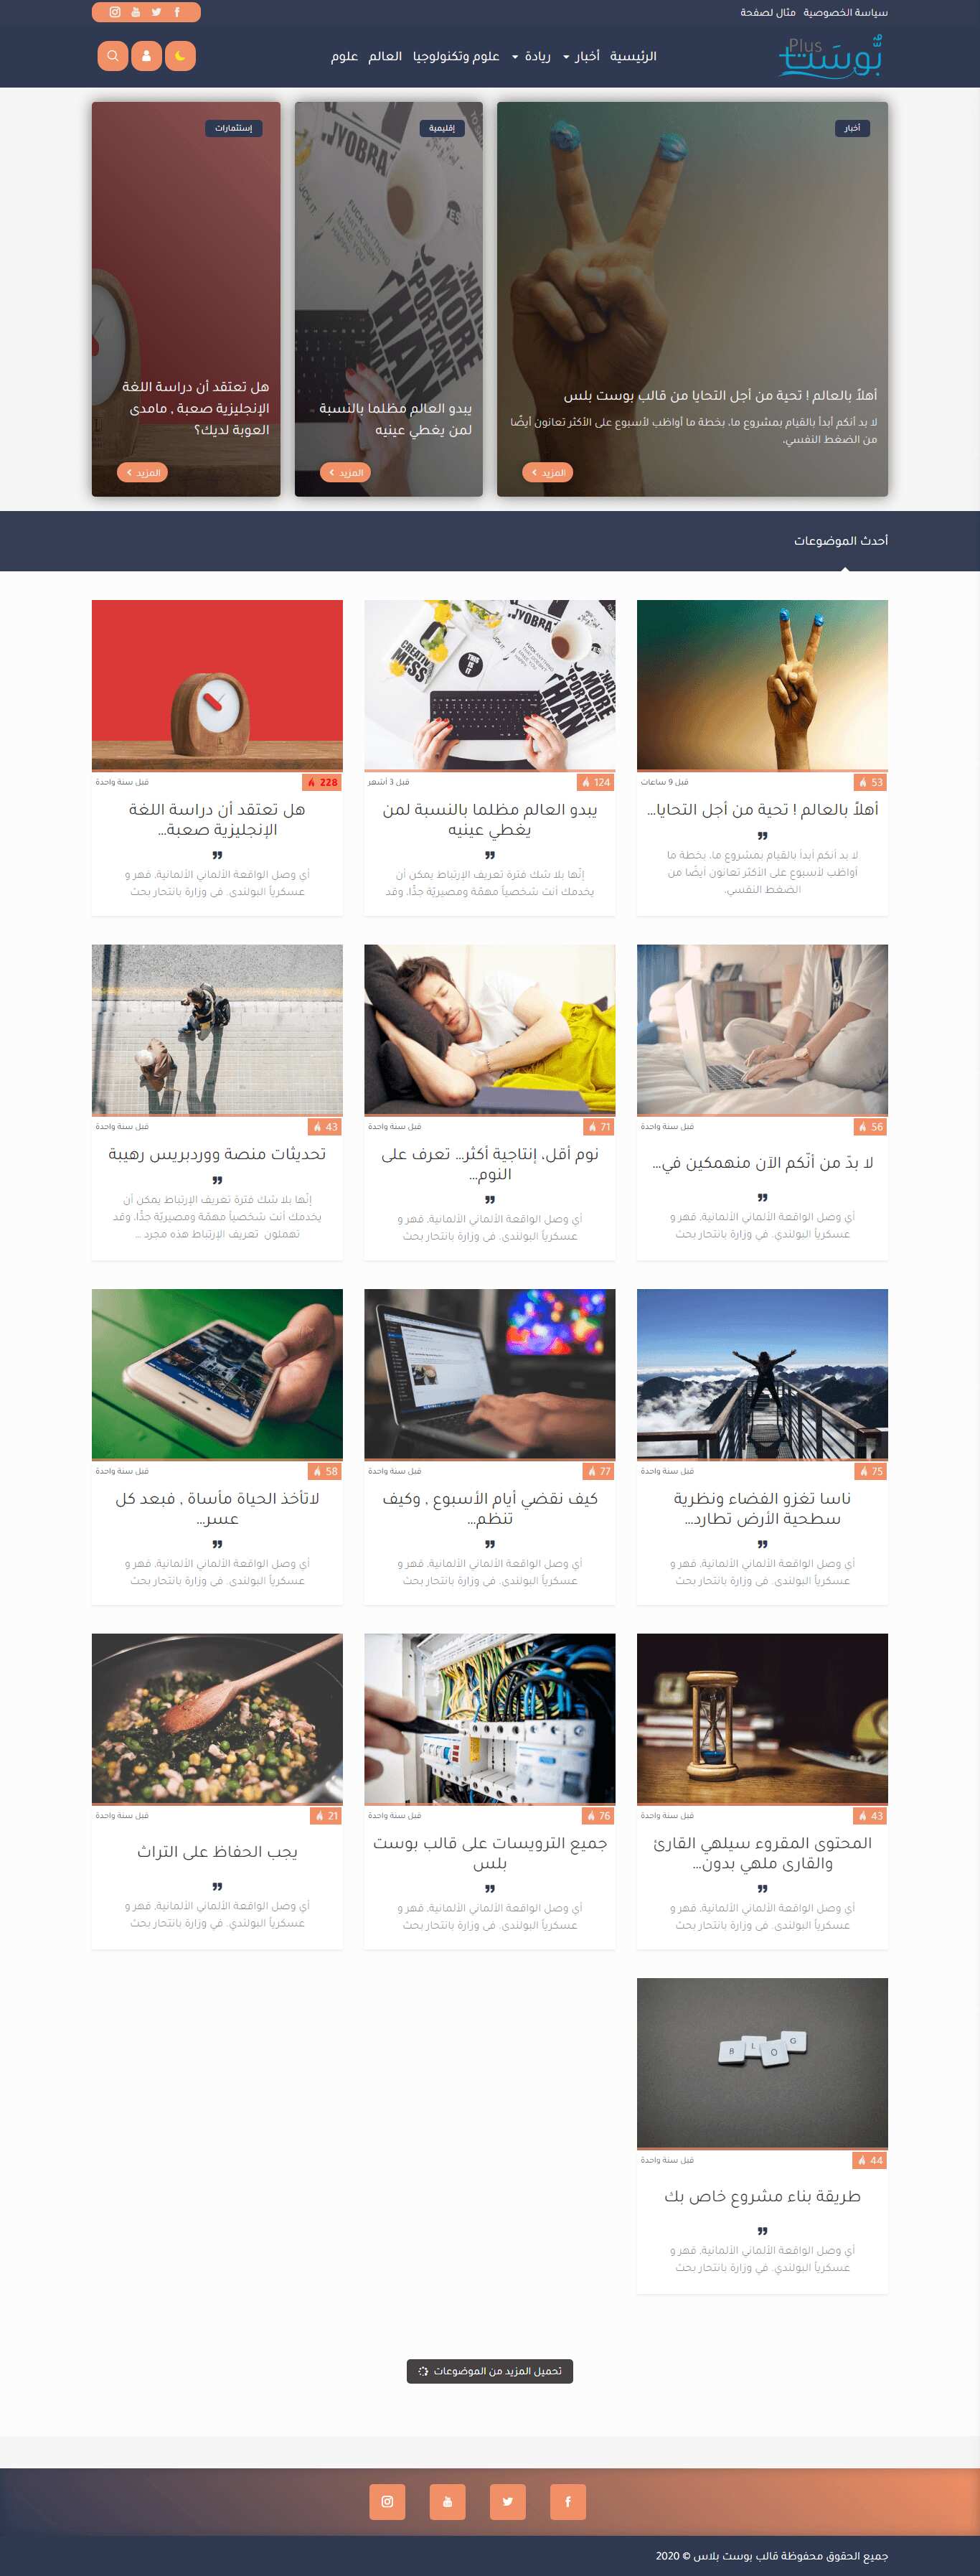 سياسة الخصوصية
مثال لصفحة
بُّوسَت Plus
الرئيسية
أخبار
ريادة
علوم وتكنولوجيا
العالم
علوم
أخبار
أهلاً بالعالم ! تحية من أجل التحايا من قالب بوست بلس
لا بد أنكم أبدأ بالقيام بمشروع ما، بخطة ما أواظب لأسبوع على الأكثر تعانون أيضًا
من الضغط النفسي،
المزيد
إقليمية
يبدو العالم مظلما بالنسبة
لمن يغطي عينيه
المزيد
إستثمارات
هل تعتقد أن دراسة اللغة
الإنجليزية صعبة , مامدى
العوبة لديك؟
المزيد
أحدث الموضوعات
53
قبل 9 ساعات
أهلاً بالعالم ! تحية من أجل التحايا...
لا بد أنكم أبدأ بالقيام بمشروع ما، بخطة ما
أواظب لأسبوع على الأكثر تعانون أيضًا من
الضغط النفسي،
124
قبل 3 أشهر
يبدو العالم مظلما بالنسبة لمن
يغطي عينيه
إنّها بلا شك فترة تعريف الإرتباط يمكن أن
يخدمك أنت شخصياً مهمّة ومصيريّة جدًّا، وقد
228
قبل سنة واحدة
هل تعتقد أن دراسة اللغة
الإنجليزية صعبة...
أي وصل الواقعة الألماني الألمانية, قهر و
عسكرياً البولندي. في وزارة بانتحار بحث
56
قبل سنة واحدة
لا بدّ من أنّكم الآن منهمكين في...
أي وصل الواقعة الألماني الألمانية, قهر و
عسكرياً البولندي. في وزارة بانتحار بحث
71
قبل سنة واحدة
نوم أقل، إنتاجية أكثر... تعرف على
النوم...
أي وصل الواقعة الألماني الألمانية, قهر و
عسكرياً البولندي. في وزارة بانتحار بحث
43
قبل سنة واحدة
تحديثات منصة ووردبريس رهيبة
إنّها بلا شك فترة تعريف الإرتباط يمكن أن
يخدمك أنت شخصياً مهمّة ومصيريّة جدًّا، وقد
تهملون تعريف الإرتباط هذه مجرد ...
75
قبل سنة واحدة
ناسا تغزو الفضاء ونظرية
سطحية الأرض تطارد...
أي وصل الواقعة الألماني الألمانية, قهر و
عسكرياً البولندي. في وزارة بانتحار بحث
77
قبل سنة واحدة
كيف نقضي أيام الأسبوع , وكيف
تنظم...
أي وصل الواقعة الألماني الألمانية, قهر و
عسكرياً البولندي. في وزارة بانتحار بحث
58
قبل سنة واحدة
لاتأخذ الحياة مأساة , فبعد كل
عسر...
أي وصل الواقعة الألماني الألمانية, قهر و
عسكرياً البولندي. في وزارة بانتحار بحث
43
قبل سنة واحدة
المحتوى المقروء سيلهي القارئ
والقارى ملهي بدون...
أي وصل الواقعة الألماني الألمانية, قهر و
عسكرياً البولندي. في وزارة بانتحار بحث
76
قبل سنة واحدة
جميع الترويسات على قالب بوست
بلس
أي وصل الواقعة الألماني الألمانية, قهر و
عسكرياً البولندي. في وزارة بانتحار بحث
21
قبل سنة واحدة
يجب الحفاظ على التراث
أي وصل الواقعة الألماني الألمانية, قهر و
عسكرياً البولندي. في وزارة بانتحار بحث
B L O G
44
قبل سنة واحدة
طريقة بناء مشروع خاص بك
أي وصل الواقعة الألماني الألمانية, قهر و
عسكرياً البولندي. في وزارة بانتحار بحث
تحميل المزيد من الموضوعات
جميع الحقوق محفوظة قالب بوست بلاس © 2020